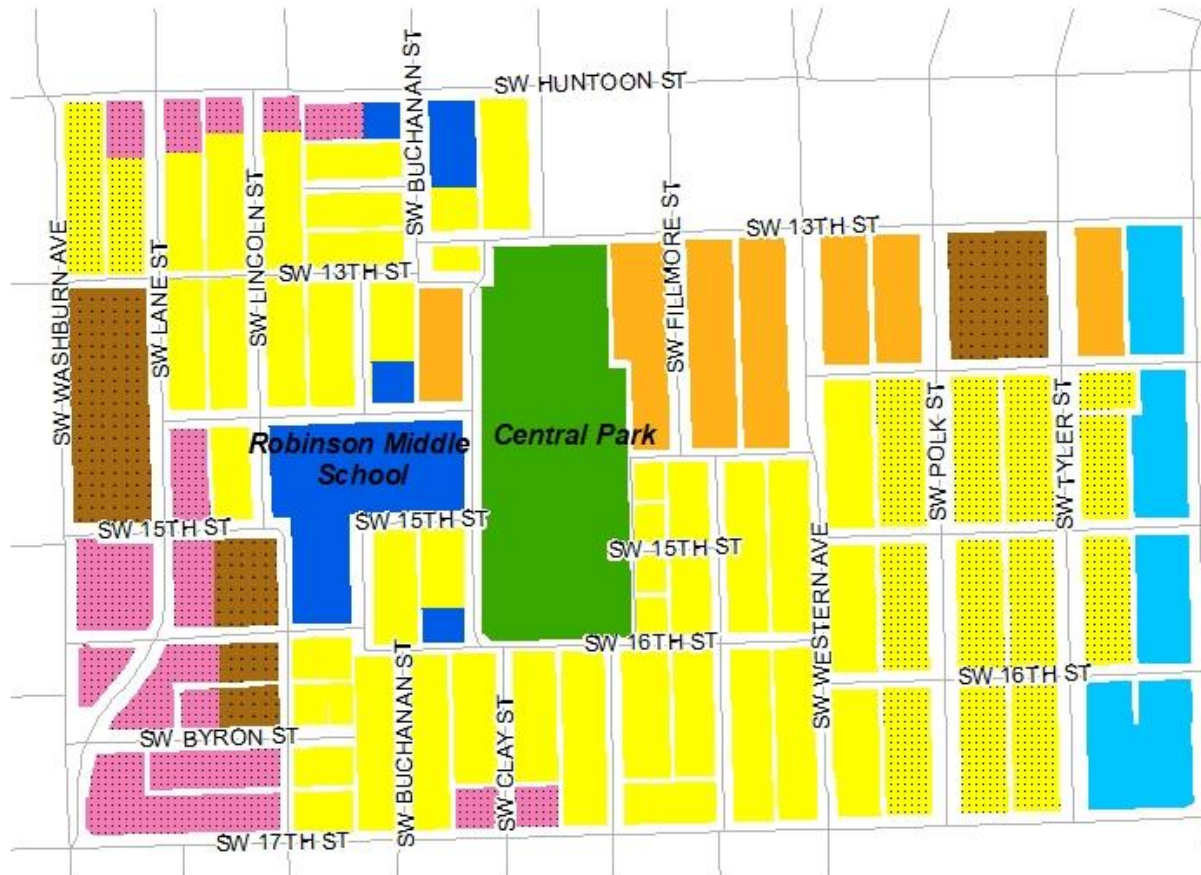 SW HUNTOON ST
SW BUCHANAN ST
SW FILLMORE ST
SW 13TH ST
SW WASHBURN AVE
SW LANE ST
SW LINCOLN ST
SW 13TH ST
SW POLK ST
SW TYLER ST
Robinson Middle
School
Central Park
SW 15TH ST
SW 15TH ST
SW 15TH ST
SW WESTERN AVE
SW 16TH ST
SW 16TH ST
SW BYRON ST
SW BUCHANAN ST
SW CLAY ST
SW 17TH ST